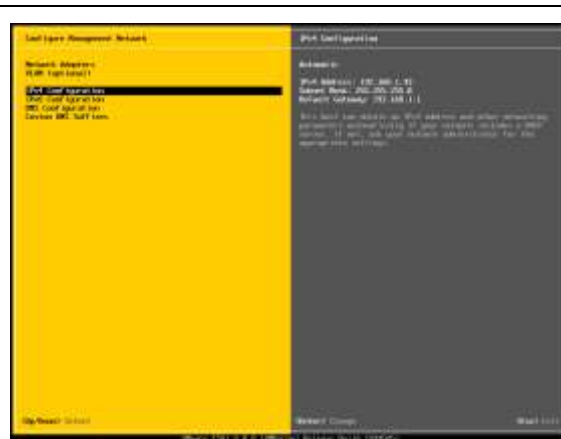 Configure Management Network
Network Adapters
VLAN (optional)
IPv4 Configuration
IPv6 Configuration
DNS Configuration
Custom DNS Suffixes
<Up/Down> Select
IPv4 Configuration
Automatic
IPv4 Address: 192.168.1.
Subnet Mask: 255.255.255.0
Default Gateway: 192.168.1.1
This host can obtain an IPv4 address and other networking
parameters automatically if your network includes a DHCP
server. If not, ask your network administrator for the
appropriate settings.
<Enter> Change
<Esc> Exit